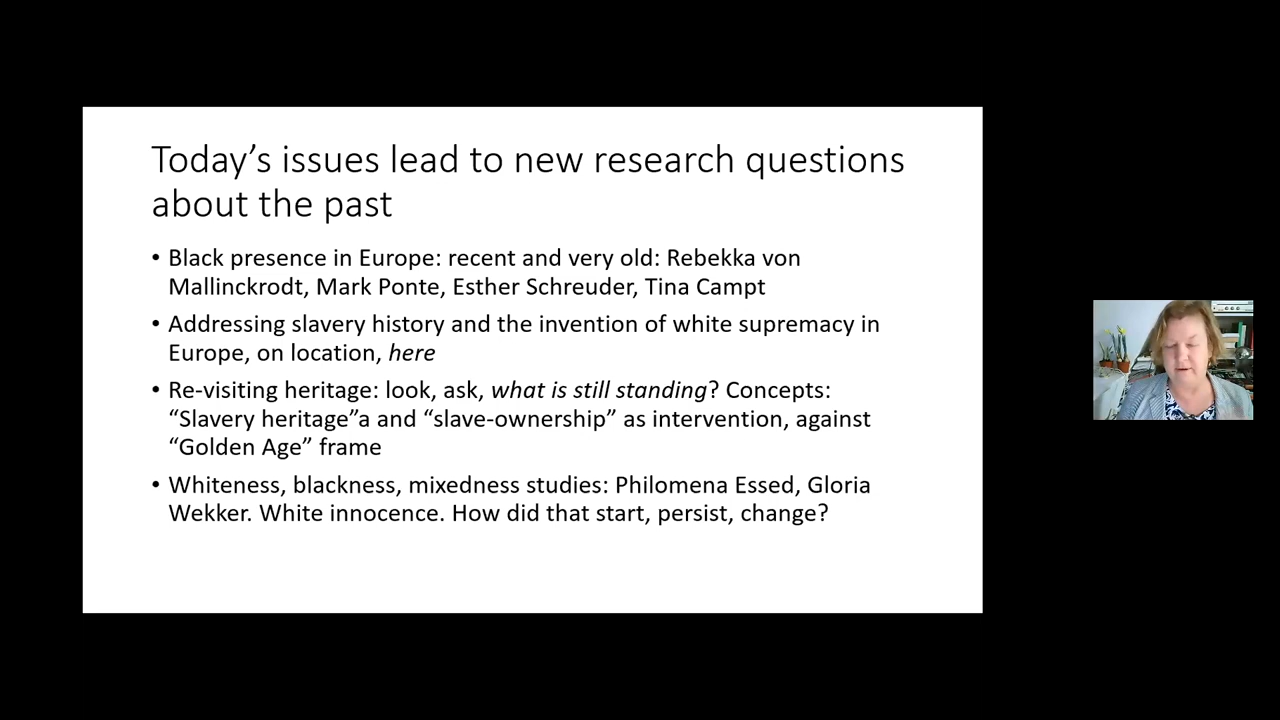 Today’s issues lead to new research questions
about the past
• Black presence in Europe: recent and very old: Rebekka von
Mallinckrodt, Mark Ponte, Esther Schreuder, Tina Campt
• Addressing slavery history and the invention of white supremacy in
Europe, on location, here
• Re-visiting heritage: look, ask, what is still standing? Concepts:
“Slavery heritage”a and “slave-ownership” as intervention, against
“Golden Age” frame
• Whiteness, blackness, mixedness studies: Philomena Essed, Gloria
Wekker. White innocence. How did that start, persist, change?